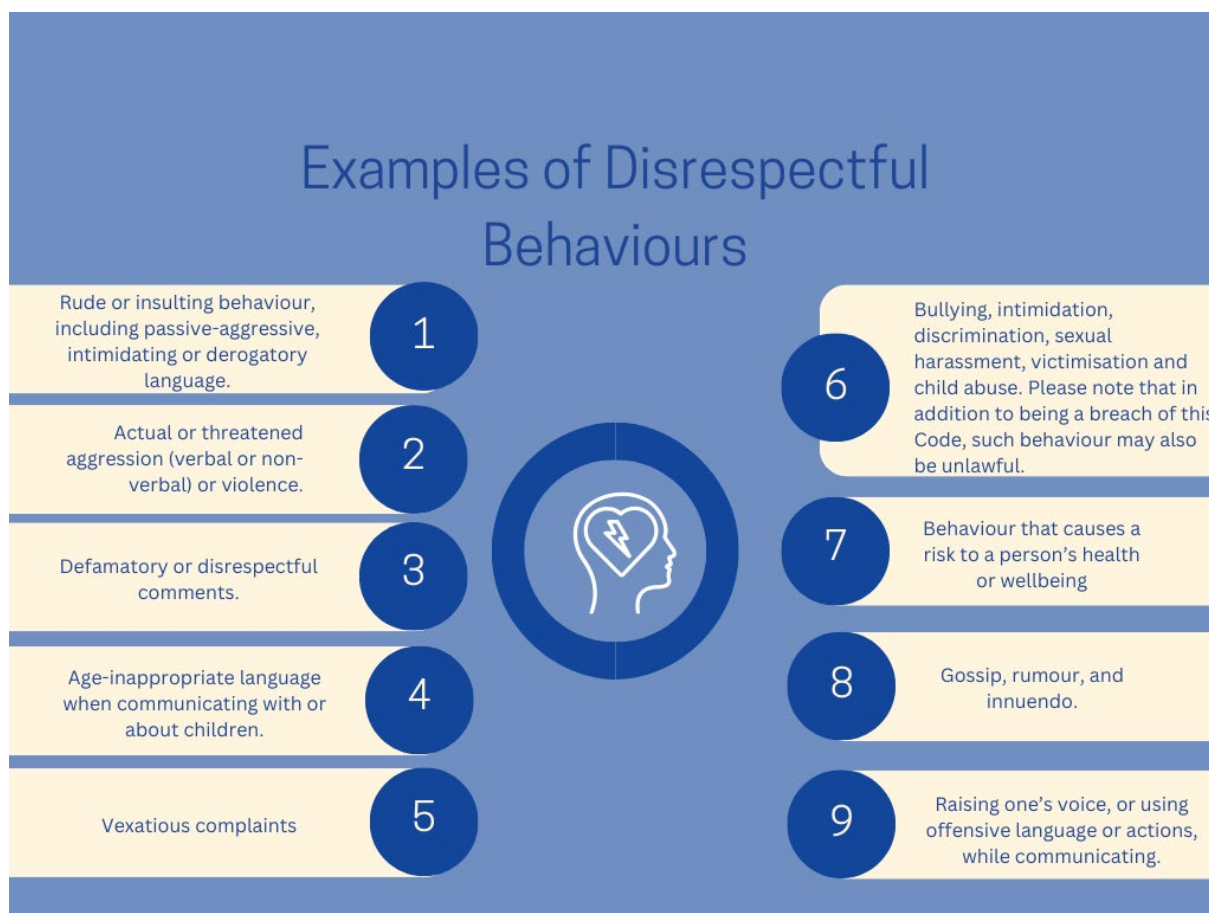 Examples of Disrespectful
Behaviours
1
Rude or insulting behaviour,
including passive-aggressive,
intimidating or derogatory
language.
2
Actual or threatened
aggression (verbal or non-
verbal) or violence.
3
Defamatory or disrespectful
comments.
4
Age-inappropriate language
when communicating with or
about children.
5
Vexatious complaints
6
Bullying, intimidation,
discrimination, sexual
harassment, victimisation and
child abuse. Please note that in
addition to being a breach of this
Code, such behaviour may also
be unlawful.
7
Behaviour that causes a
risk to a person’s health
or wellbeing
8
Gossip, rumour, and
innuendo.
9
Raising one’s voice, or using
offensive language or actions,
while communicating.